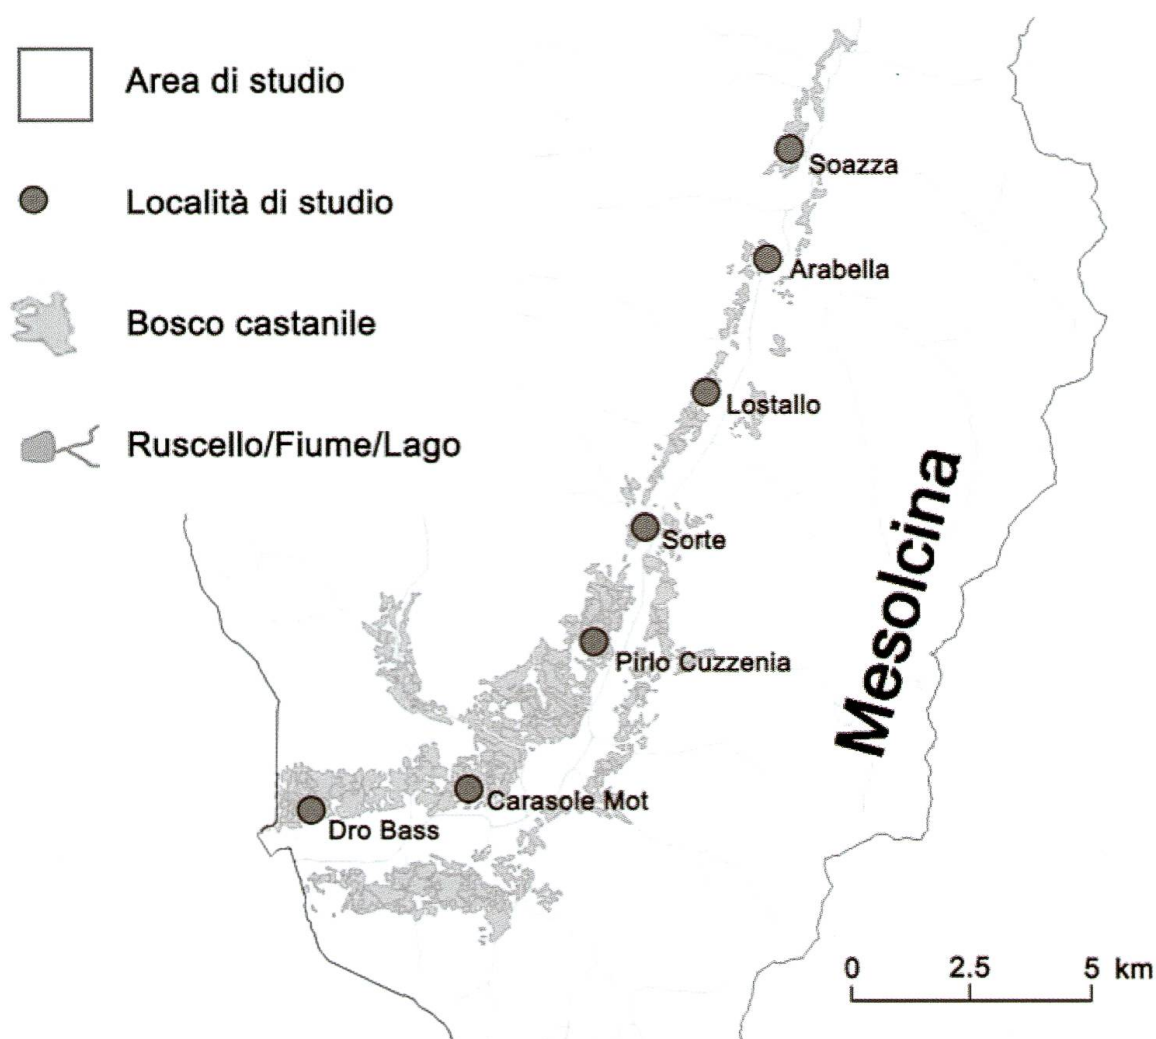 Area di studio
Località di studio
Bosco castanile
Ruscello/Fiume/Lago
Soazza
Arabella
Lostallo
Sorte
Pirlo Cuzzenia
Carasole Mot
Dro Bass
Mesolcina
0 2.5 5 km